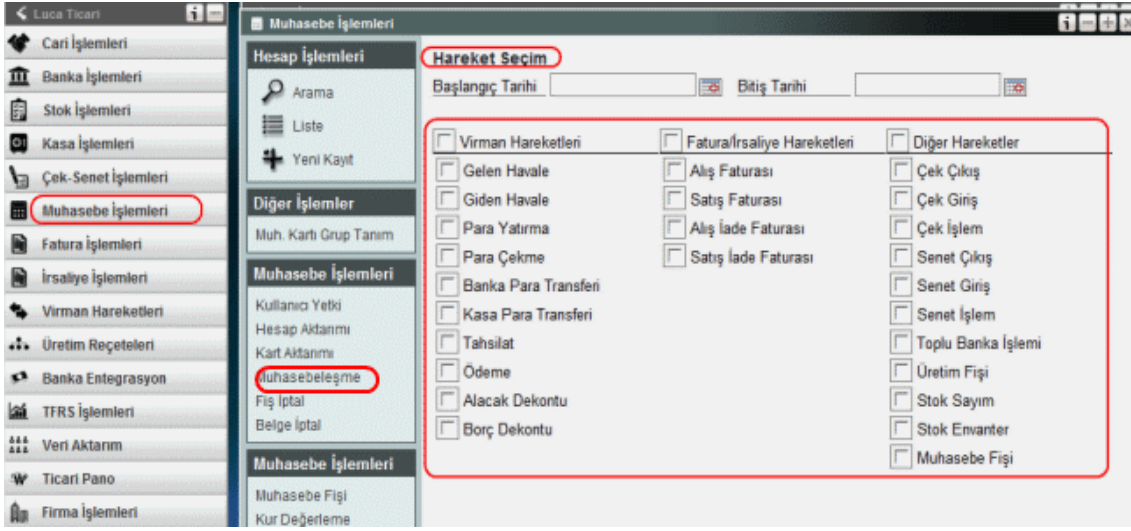 Luca Ticari
Cari İşlemleri
Banka İşlemleri
Stok İşlemleri
Kasa İşlemleri
Çek-Senet İşlemleri
Muhasebe İşlemleri
Fatura İşlemleri
İrsaliye İşlemleri
Virman Hareketleri
Üretim Reçeteleri
Banka Entegrasyon
TFRS İşlemleri
Veri Aktarım
Ticari Pano
Firma İşlemleri
Muhasebe İşlemleri
Hesap İşlemleri
Arama
Liste
Yeni Kayıt
Diğer İşlemler
Muh. Kartı Grup Tanım
Muhasebe İşlemleri
Kullanıcı Yetki
Hesap Aktarımı
Kart Aktarımı
Muhasebeleşme
Fiş İptal
Belge İptal
Muhasebe İşlemleri
Muhasebe Fişi
Kur Değerleme
Hareket Seçim
Başlangıç Tarihi Bitiş Tarihi
Virman Hareketleri
Gelen Havale
Giden Havale
Para Yatırma
Para Çekme
Banka Para Transferi
Kasa Para Transferi
Tahsilat
Ödeme
Alacak Dekontu
Borç Dekontu
Fatura/İrsaliye Hareketleri
Alış Faturası
Satış Faturası
Alış İade Faturası
Satış İade Faturası
Diğer Hareketler
Çek Çıkış
Çek Giriş
Çek İşlem
Senet Çıkış
Senet Giriş
Senet İşlem
Toplu Banka İşlemi
Üretim Fişi
Stok Sayım
Stok Envanter
Muhasebe Fişi